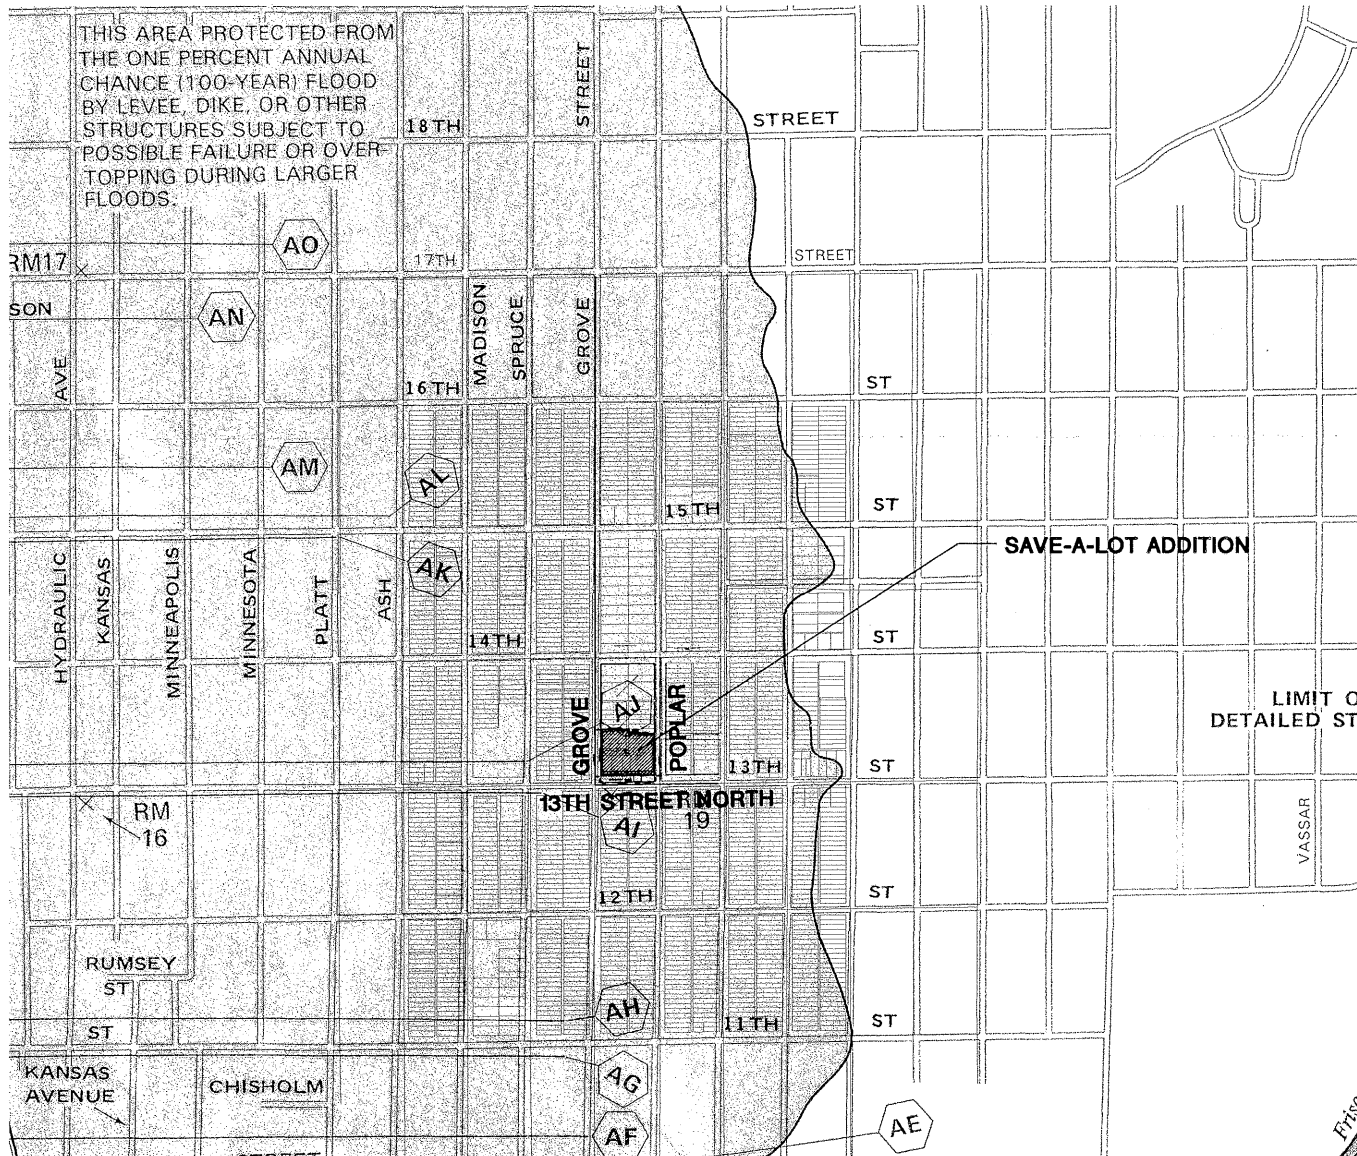 THIS AREA PROTECTED FROM
THE ONE PERCENT ANNUAL
CHANCE (100-YEAR) FLOOD
BY LEVEE, DIKE, OR OTHER
STRUCTURES SUBJECT TO
POSSIBLE FAILURE OR OVER-
TOPPING DURING LARGER
FLOODS.
STREET
18TH
STREET
AO
17TH
STREET
RM17
SON
AN
MADISON
SPRUCE
GROVE
AVE
16TH
ST
AM
AL
15TH
ST
SAVE-A-LOT ADDITION
HYDRAULIC
KANSAS
MINNEAPOLIS
MINNESOTA
PLATT
ASH
AK
14TH
ST
GROVE
AJ
POPLAR
LIMIT O
DETAILED ST
13TH
ST
13TH STREET NORTH
RM
16
AI
19
VASSAR
12TH
ST
RUMSEY
ST
AH
11TH
ST
ST
KANSAS
AVENUE
CHISHOLM
AG
AF
AE
STREET
Frisco